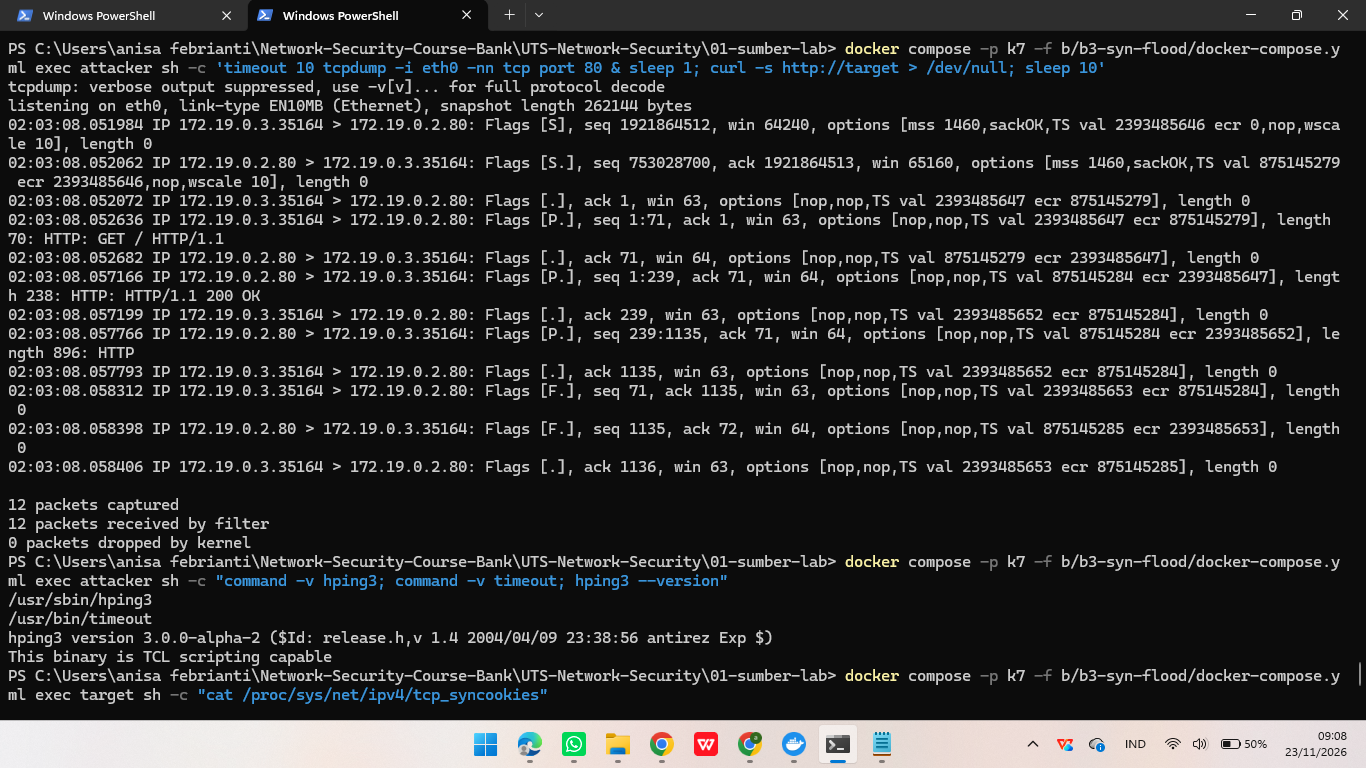 Windows PowerShell
Windows PowerShell
PS C:\Users\anisa febrianti\Network-Security-Course-Bank\UTS-Network-Security\01-sumber-lab> docker compose -p k7 -f b/b3-syn-flood/docker-compose.y
ml exec attacker sh -c 'timeout 10 tcpdump -i eth0 -nn tcp port 80 & sleep 1; curl -s http://target > /dev/null; sleep 10'
tcpdump: verbose output suppressed, use -v[v]... for full protocol decode
listening on eth0, link-type EN10MB (Ethernet), snapshot length 262144 bytes
02:03:08.051984 IP 172.19.0.3.35164 > 172.19.0.2.80: Flags [S], seq 1921864512, win 64240, options [mss 1460,sackOK,TS val 2393485646 ecr 0,nop,wsca
le 10], length 0
02:03:08.052062 IP 172.19.0.2.80 > 172.19.0.3.35164: Flags [S.], seq 753028700, ack 1921864513, win 65160, options [mss 1460,sackOK,TS val 875145279
 ecr 2393485646,nop,wscale 10], length 0
02:03:08.052072 IP 172.19.0.3.35164 > 172.19.0.2.80: Flags [.], ack 1, win 63, options [nop,nop,TS val 2393485647 ecr 875145279], length 0
02:03:08.052636 IP 172.19.0.3.35164 > 172.19.0.2.80: Flags [P.], seq 1:71, ack 1, win 63, options [nop,nop,TS val 2393485647 ecr 875145279], length
70: HTTP: GET / HTTP/1.1
02:03:08.052682 IP 172.19.0.2.80 > 172.19.0.3.35164: Flags [.], ack 71, win 64, options [nop,nop,TS val 875145279 ecr 2393485647], length 0
02:03:08.057166 IP 172.19.0.2.80 > 172.19.0.3.35164: Flags [P.], seq 1:239, ack 71, win 64, options [nop,nop,TS val 875145284 ecr 2393485647], lengt
h 238: HTTP: HTTP/1.1 200 OK
02:03:08.057199 IP 172.19.0.3.35164 > 172.19.0.2.80: Flags [.], ack 239, win 63, options [nop,nop,TS val 2393485652 ecr 875145284], length 0
02:03:08.057766 IP 172.19.0.2.80 > 172.19.0.3.35164: Flags [P.], seq 239:1135, ack 71, win 64, options [nop,nop,TS val 875145284 ecr 2393485652], le
ngth 896: HTTP
02:03:08.057793 IP 172.19.0.3.35164 > 172.19.0.2.80: Flags [.], ack 1135, win 63, options [nop,nop,TS val 2393485652 ecr 875145284], length 0
02:03:08.058312 IP 172.19.0.3.35164 > 172.19.0.2.80: Flags [F.], seq 71, ack 1135, win 63, options [nop,nop,TS val 2393485653 ecr 875145284], length
 0
02:03:08.058398 IP 172.19.0.2.80 > 172.19.0.3.35164: Flags [F.], seq 1135, ack 72, win 64, options [nop,nop,TS val 875145285 ecr 2393485653], length
 0
02:03:08.058406 IP 172.19.0.3.35164 > 172.19.0.2.80: Flags [.], ack 1136, win 63, options [nop,nop,TS val 2393485653 ecr 875145285], length 0
12 packets captured
12 packets received by filter
0 packets dropped by kernel
PS C:\Users\anisa febrianti\Network-Security-Course-Bank\UTS-Network-Security\01-sumber-lab> docker compose -p k7 -f b/b3-syn-flood/docker-compose.y
ml exec attacker sh -c "command -v hping3; command -v timeout; hping3 --version"
/usr/sbin/hping3
/usr/bin/timeout
hping3 version 3.0.0-alpha-2 ($Id: release.h,v 1.4 2004/04/09 23:38:56 antirez Exp $)
This binary is TCL scripting capable
PS C:\Users\anisa febrianti\Network-Security-Course-Bank\UTS-Network-Security\01-sumber-lab> docker compose -p k7 -f b/b3-syn-flood/docker-compose.y
ml exec target sh -c "cat /proc/sys/net/ipv4/tcp_syncookies"
IND
50%
09:08
23/11/2026